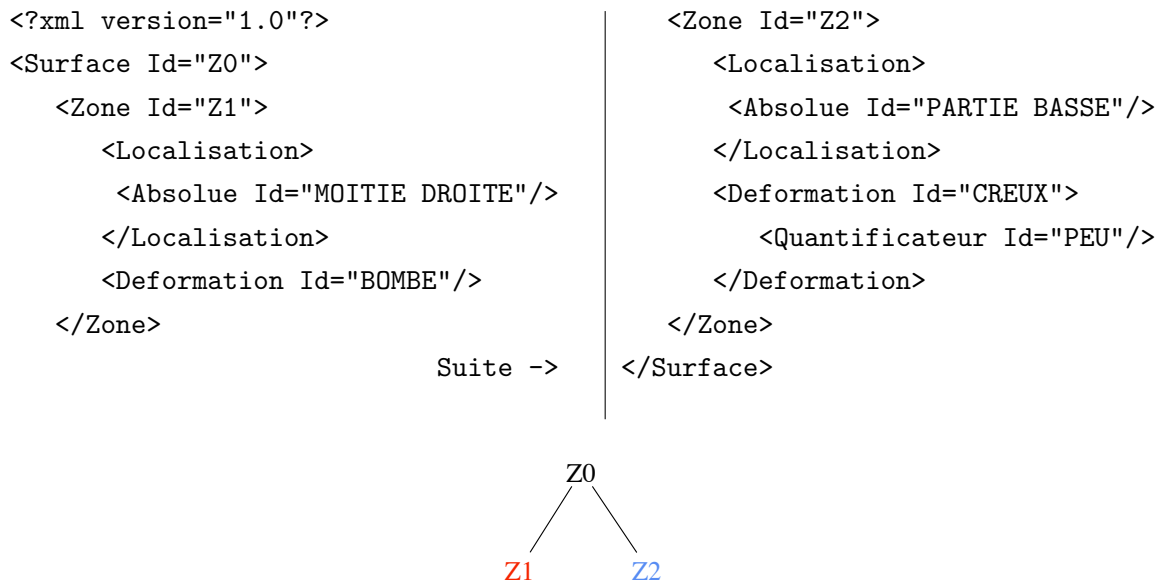 <?xml version="1.0"?>
<Surface Id="Z0">
<Zone Id="Z1">
<Localisation>
<Absolue Id="MOITIE DROITE"/>
</Localisation>
<Deformation Id="BOMBE"/>
</Zone>
Suite ->
<Zone Id="Z2">
<Localisation>
<Absolue Id="PARTIE BASSE"/>
</Localisation>
<Deformation Id="CREUX">
<Quantificateur Id="PEU"/>
</Deformation>
</Zone>
</Surface>
Z0
Z1 Z2